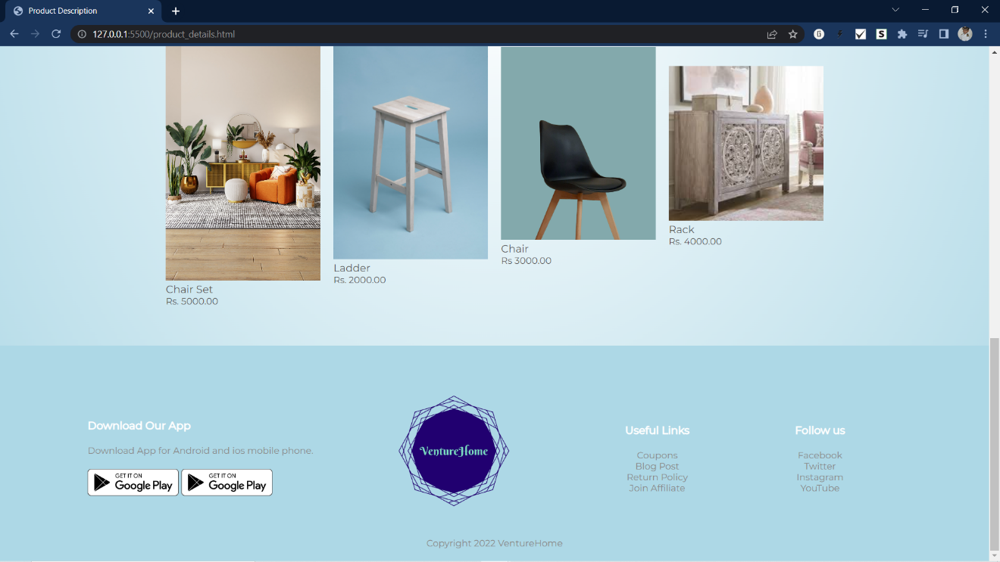 Product Description
127.0.0.1:5500/product_details.html
Chair Set
Rs. 5000.00
Ladder
Rs. 2000.00
Chair
Rs 3000.00
Rack
Rs. 4000.00
Download Our App
Download App for Android and ios mobile phone.
GET IT ON
Google Play
GET IT ON
Google Play
VentureHome
Useful Links
Coupons
Blog Post
Return Policy
Join Affiliate
Follow us
Facebook
Twitter
Instagram
YouTube
Copyright 2022 VentureHome